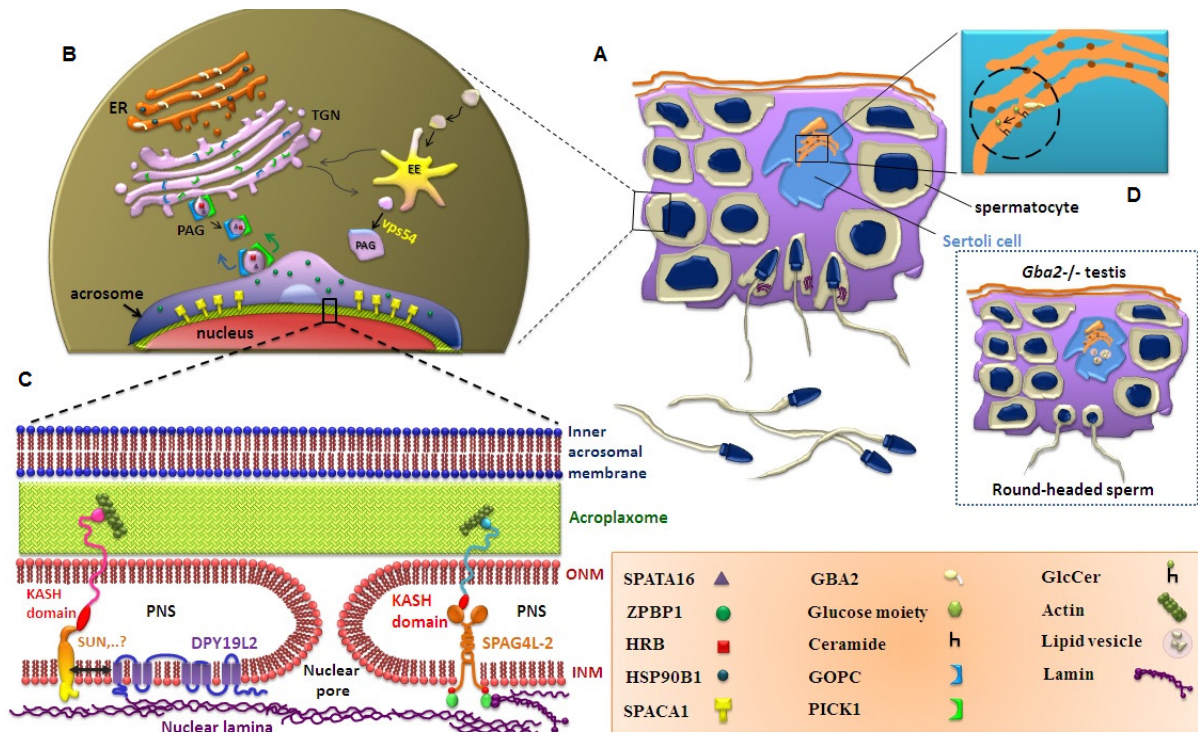 B
ER
TGN
EE
PAG
vps54
PAG
acrosome
nucleus
A
spermatocyte
Sertoli cell
D
Gba2-/- testis
Round-headed sperm
C
Inner
acrosomal
membrane
Acroplaxome
ONM
KASH
domain
PNS
KASH
domain
PNS
SUN,..?
DPY19L2
SPAG4L-2
Nuclear
pore
INM
Nuclear lamina
SPATA16
GBA2
GlcCer
ZPBP1
Glucose moiety
Actin
HRB
Ceramide
Lipid vesicle
HSP90B1
GOPC
Lamin
SPACA1
PICK1